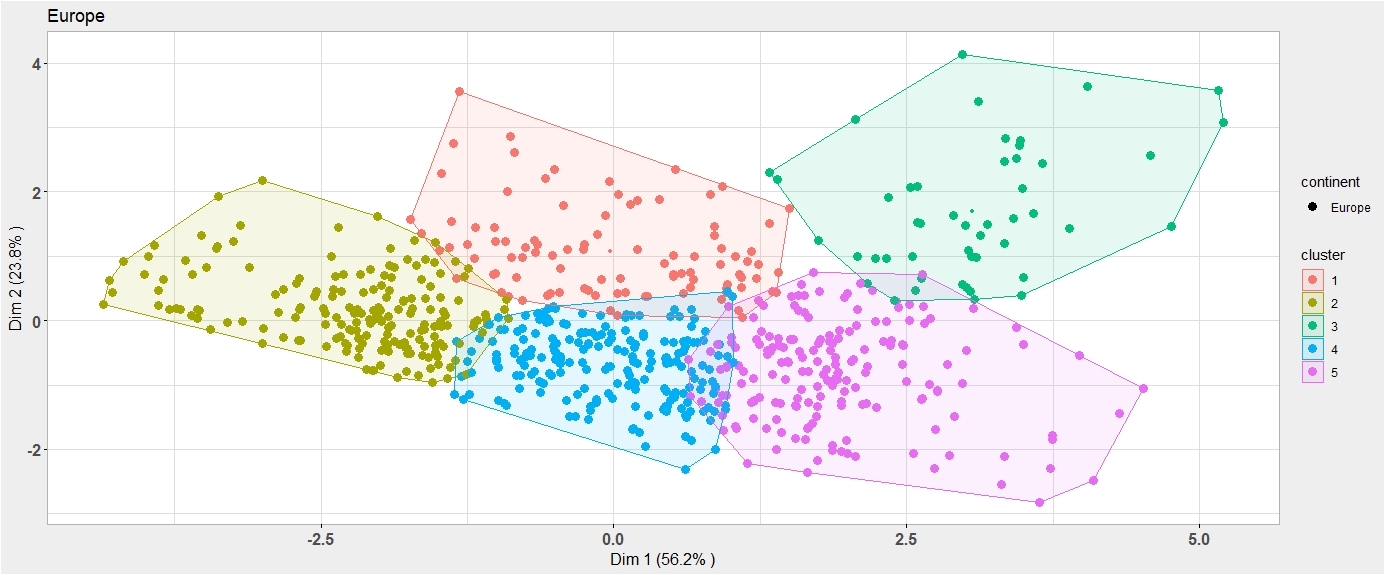 Europe
4
2
0
-2
Dim 2 (23.8% )
-2.5
0.0
2.5
5.0
Dim 1 (56.2% )
continent
Europe
cluster
1
2
3
4
5